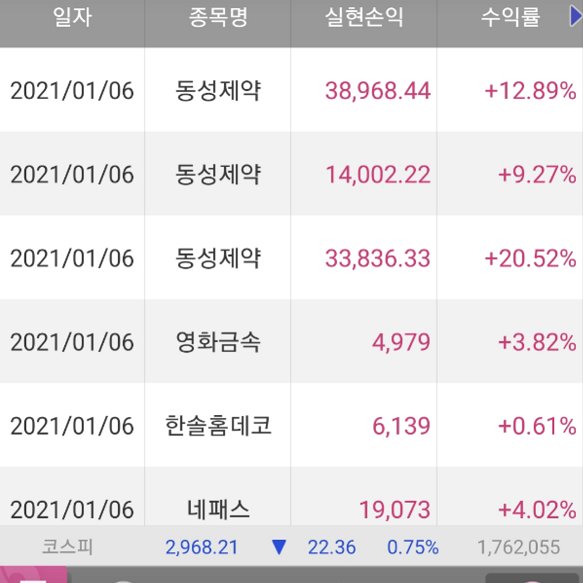 일자 종목명 실현손익 수익률
2021/01/06 동성제약 38,968.44 +12.89%
2021/01/06 동성제약 14,002.22 +9.27%
2021/01/06 동성제약 33,836.33 +20.52%
2021/01/06 영화금속 4,979 +3.82%
2021/01/06 한솔홈데코 6,139 +0.61%
2021/01/06 네패스 19,073 +4.02%
코스피 2,968.21 ▼ 22.36 0.75% 1,762,055